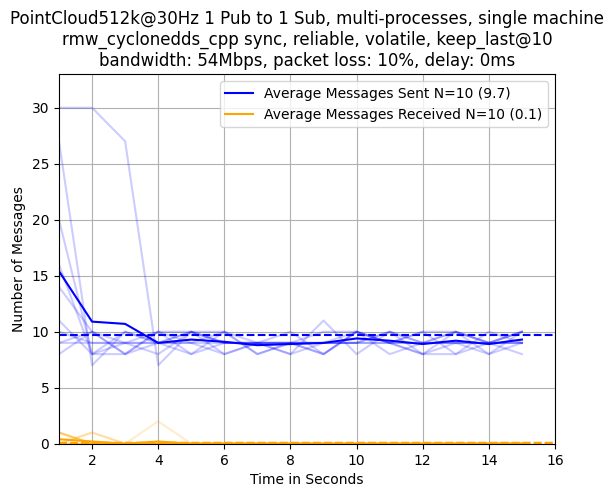 PointCloud512k@30Hz 1 Pub to 1 Sub, multi-processes, single machine
rmw_cyclonedds_cpp sync, reliable, volatile, keep_last@10
bandwidth: 54Mbps, packet loss: 10%, delay: 0ms
Average Messages Sent N=10 (9.7)
Average Messages Received N=10 (0.1)
Number of Messages
30
25
20
15
10
5
0
2
4
6
8
10
12
14
16
Time in Seconds